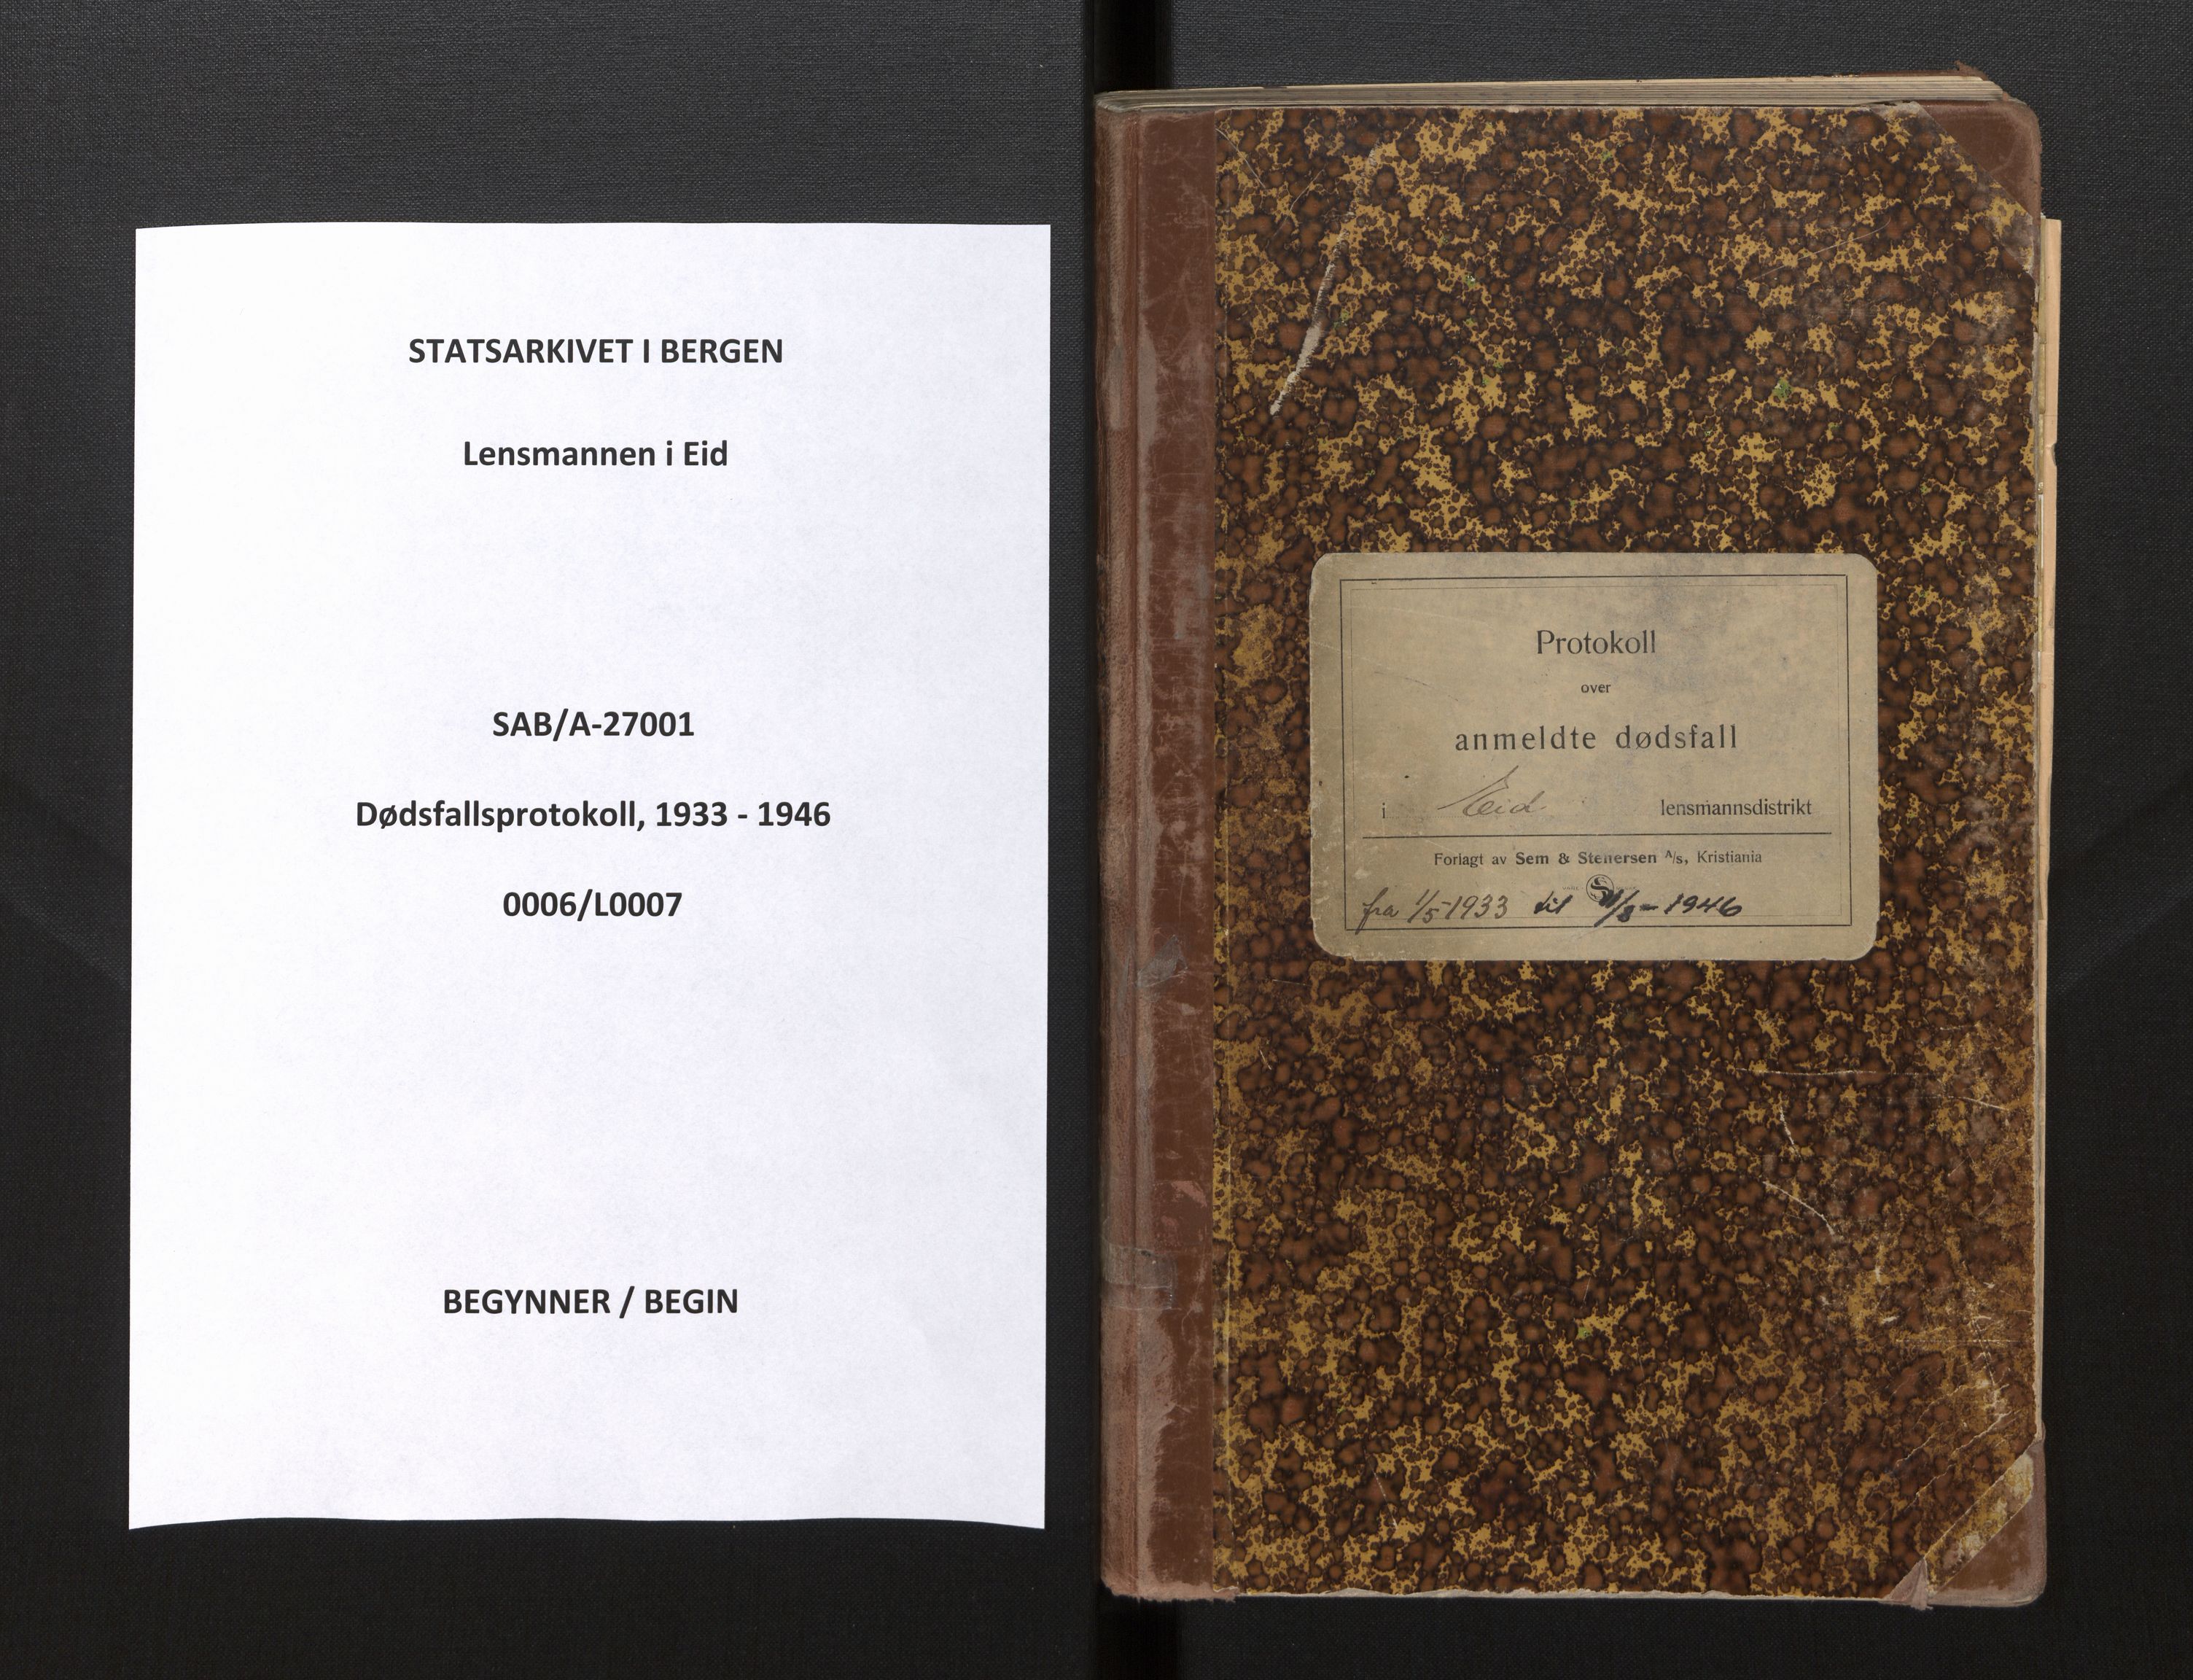 STATSARKIVET I BERGEN
Lensmannen i Eid
SAB/A-27001
Dødsfallsprotokoll, 1933 - 1946
0006/L0007
BEGYNNER / BEGIN
Protokoll
over
anmeldte dødsfall
i Eid lensmannsdistrikt
Forlagt av Sem & Stenersen A/s, Kristiania
fra 1/5-1933 til /8-1946